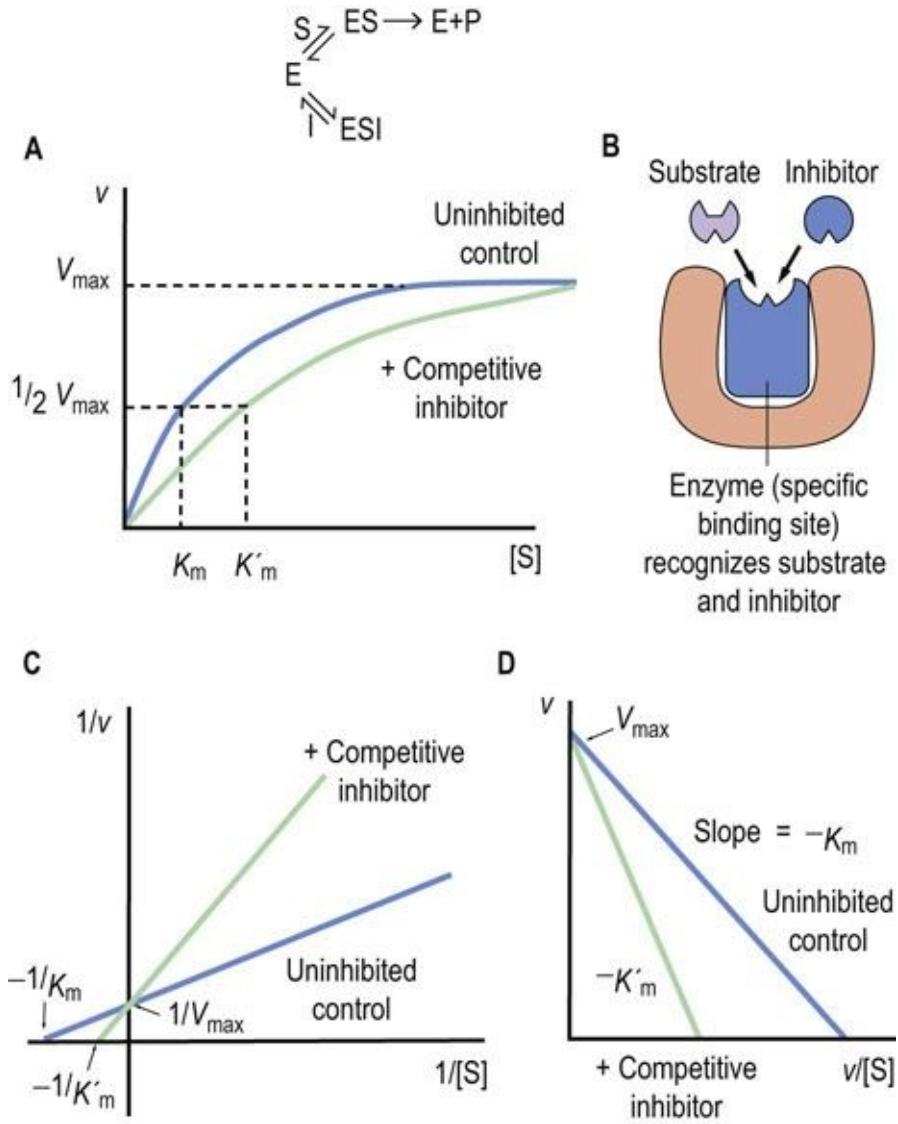 S ES → E+P
E
I ESI
A
v
Uninhibited
control
Vmax
+ Competitive
inhibitor
1/2 Vmax
Km K′m [S]
B
Substrate Inhibitor
Enzyme (specific
binding site)
recognizes substrate
and inhibitor
C
1/v
+ Competitive
inhibitor
Uninhibited
control
−1/Km
1/Vmax
−1/K′m
1/[S]
D
v
Vmax
Slope = −Km
Uninhibited
control
−K′m
+ Competitive
inhibitor
v/[S]